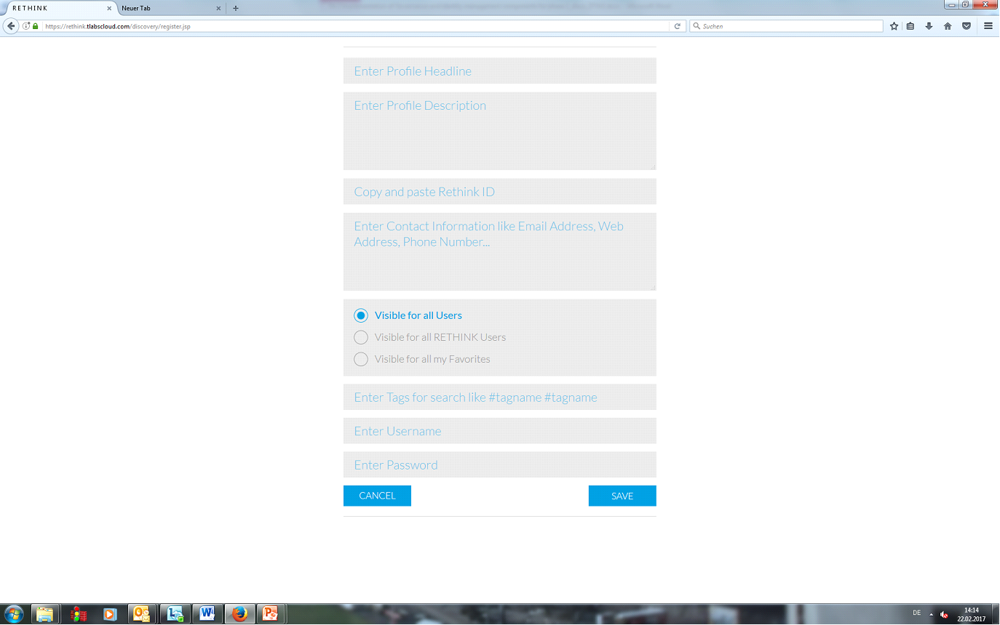 RETHINK
Neuer Tab
https://rethink.tlabscloud.com/discovery/register.jsp
Suchen
Enter Profile Headline
Enter Profile Description
Copy and paste Rethink ID
Enter Contact Information like Email Address, Web
Address, Phone Number...
Visible for all Users
Visible for all RETHINK Users
Visible for all my Favorites
Enter Tags for search like #tagname #tagname
Enter Username
Enter Password
CANCEL
SAVE
DE
14:14
22.02.2017